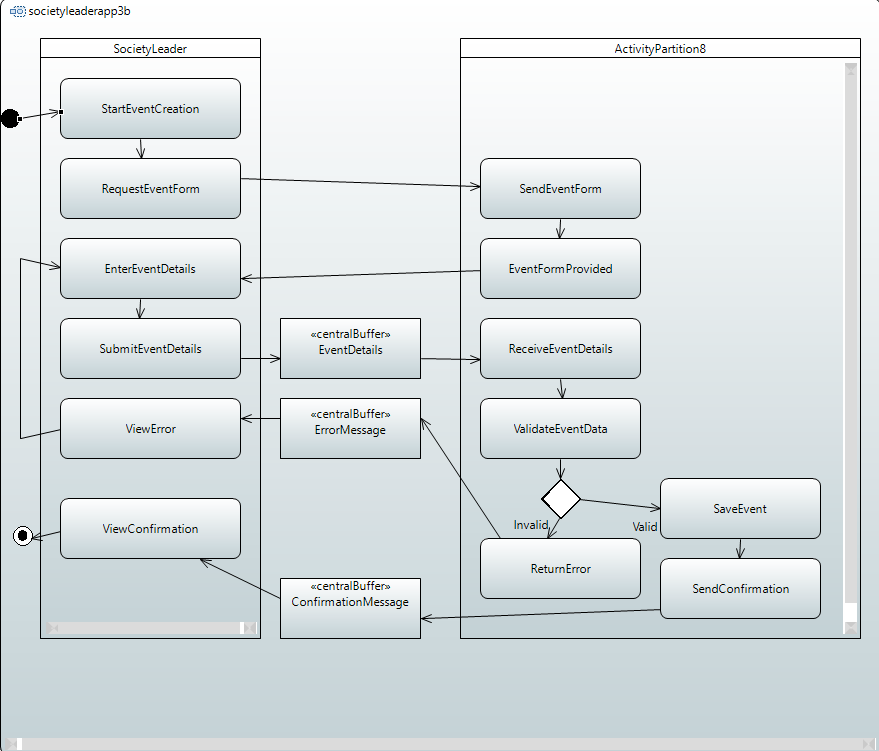 societyleaderapp3b
SocietyLeader
ActivityPartition8
StartEventCreation
RequestEventForm
SendEventForm
EnterEventDetails
EventFormProvided
SubmitEventDetails
«centralBuffer»
EventDetails
ReceiveEventDetails
ViewError
«centralBuffer»
ErrorMessage
ValidateEventData
Invalid
Valid
SaveEvent
ViewConfirmation
ReturnError
«centralBuffer»
ConfirmationMessage
SendConfirmation